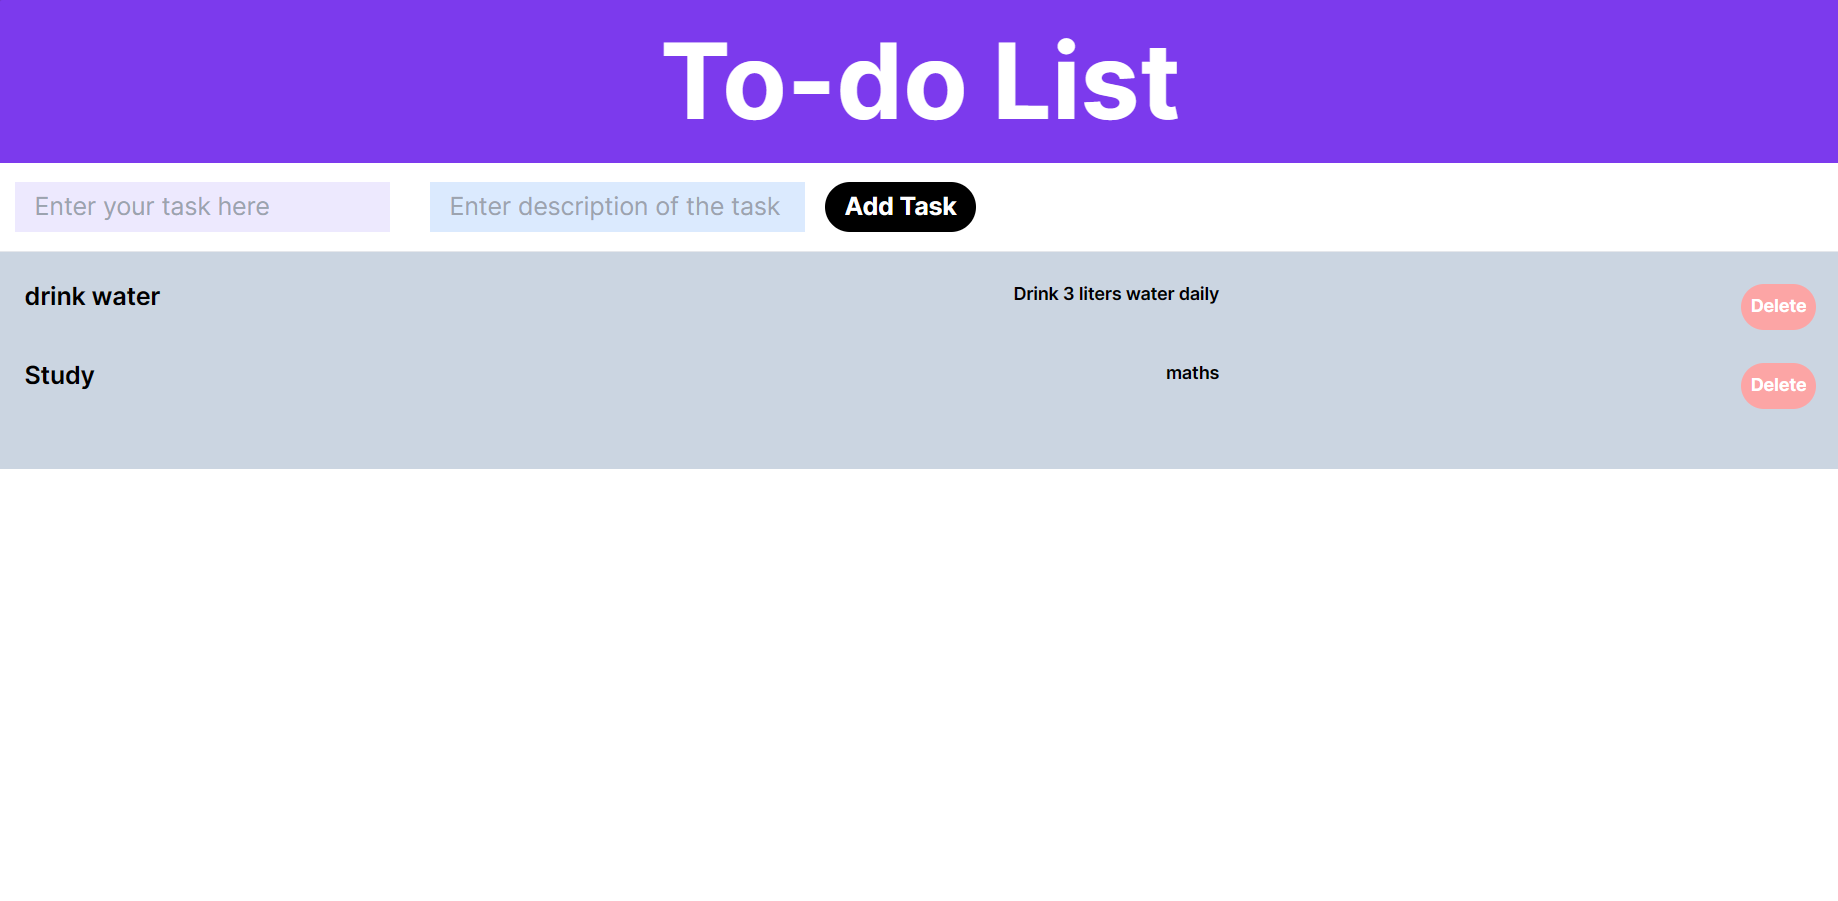 To-do List
Enter your task here Enter description of the task Add Task
drink water Drink 3 liters water daily Delete
Study maths Delete